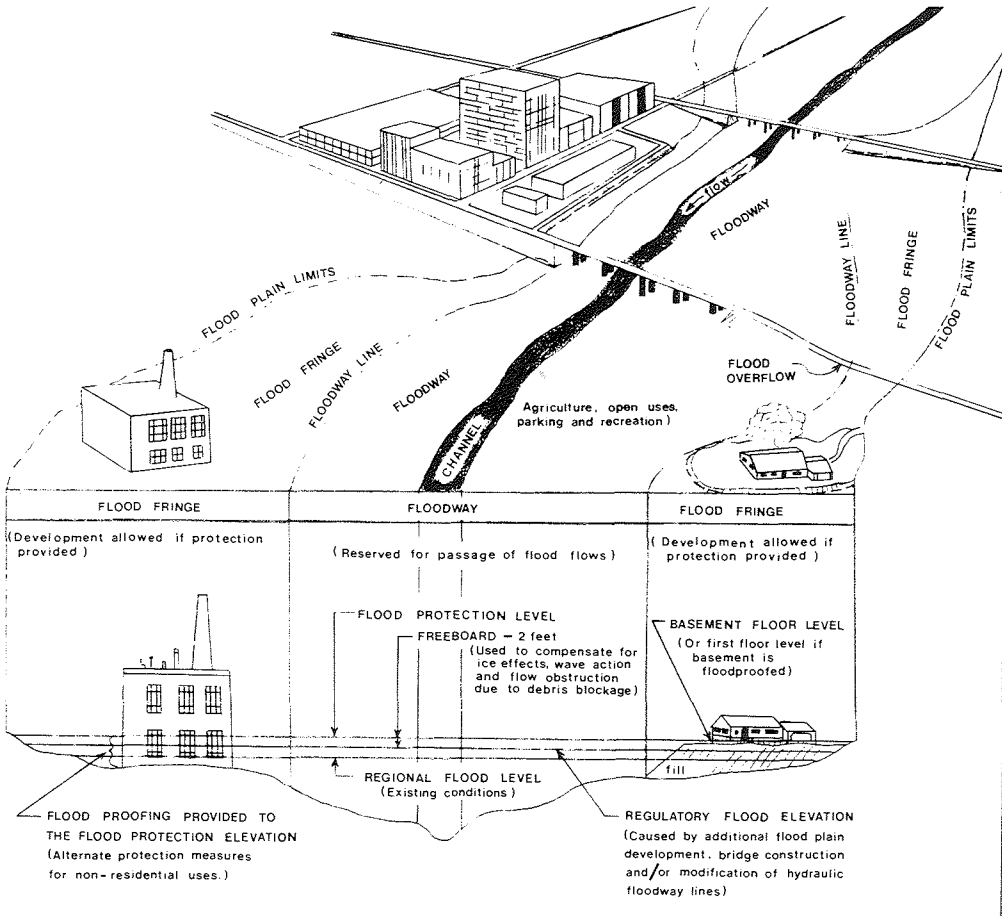 flow
FLOODWAY
FLOODWAY LINE
FLOOD FRINGE
FLOOD PLAIN LIMITS
FLOOD PLAIN LIMITS
FLOOD FRINGE
FLOODWAY LINE
FLOODWAY
FLOOD
OVERFLOW
Agriculture, open uses,
parking and recreation)
CHANNEL
FLOOD FRINGE
FLOODWAY
FLOOD FRINGE
(Development allowed if protection
provided)
(Reserved for passage of flood flows)
(Development allowed if
protection provided)
FLOOD PROTECTION LEVEL
FREEBOARD - 2 feet
(Used to compensate for
ice effects, wave action
and flow obstruction
due to debris blockage)
BASEMENT FLOOR LEVEL
(Or first floor level if
basement is
floodproofed)
fill
REGIONAL FLOOD LEVEL
(Existing conditions)
FLOOD PROOFING PROVIDED TO
THE FLOOD PROTECTION ELEVATION
(Alternate protection measures
for non-residential uses.)
REGULATORY FLOOD ELEVATION
(Caused by additional flood plain
development, bridge construction
and/or modification of hydraulic
floodway lines)